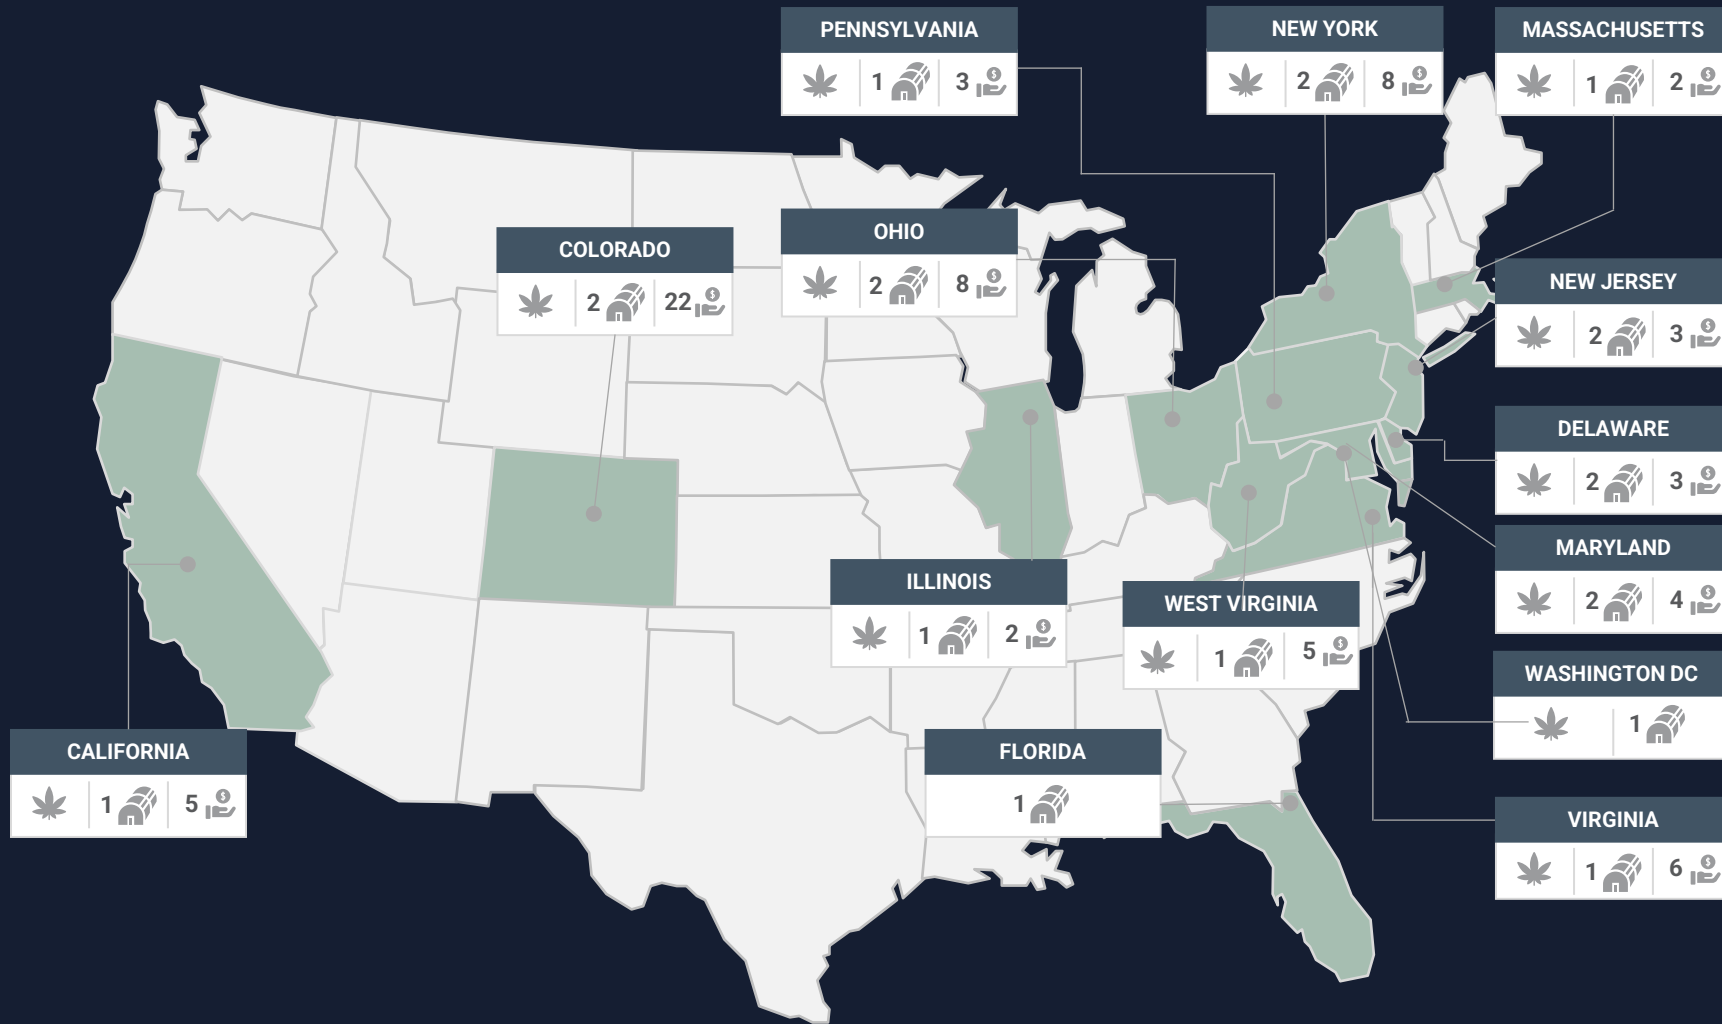 PENNSYLVANIA
1 3
NEW YORK
2 8
MASSACHUSETTS
1 2
COLORADO
2 22
OHIO
2 8
NEW JERSEY
2 3
DELAWARE
2 3
MARYLAND
2 4
ILLINOIS
1 2
WEST VIRGINIA
1 5
WASHINGTON DC
1
CALIFORNIA
1 5
FLORIDA
1
VIRGINIA
1 6